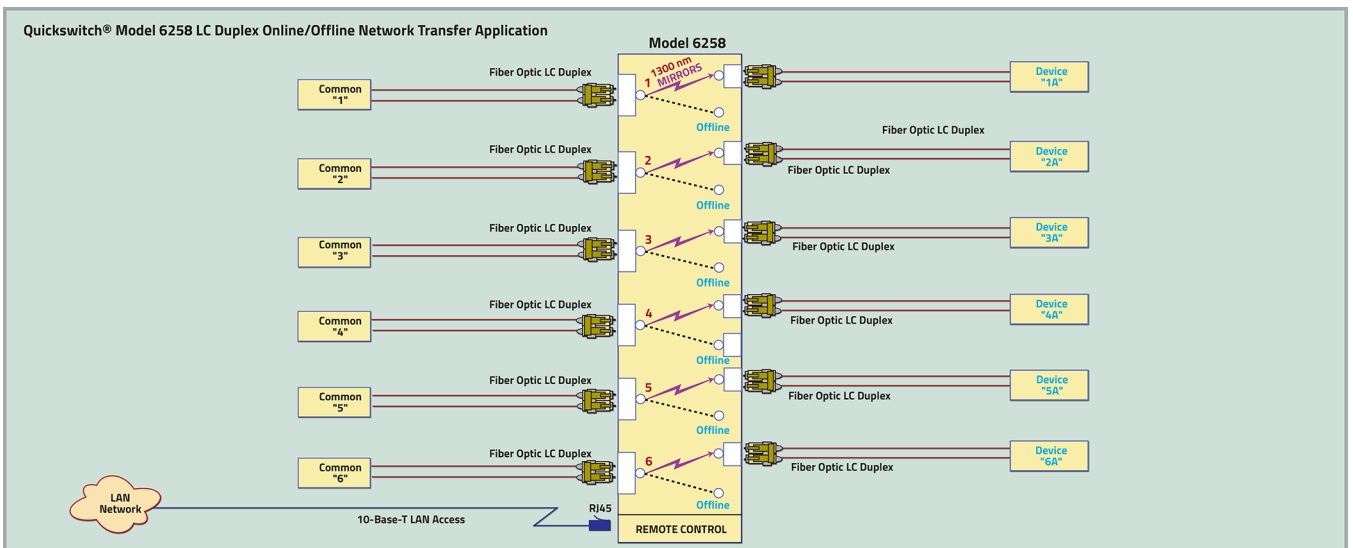 Quickswitch® Model 6258 LC Duplex Online/Offline Network Transfer Application
Model 6258
Common
"1"
Fiber Optic LC Duplex
1
1300 nm
MIRRORS
Offline
Device
"1A"
Common
"2"
Fiber Optic LC Duplex
2
Offline
Fiber Optic LC Duplex
Fiber Optic LC Duplex
Device
"2A"
Common
"3"
Fiber Optic LC Duplex
3
Offline
Fiber Optic LC Duplex
Device
"3A"
Common
"4"
Fiber Optic LC Duplex
4
Offline
Fiber Optic LC Duplex
Device
"4A"
Common
"5"
Fiber Optic LC Duplex
5
Offline
Fiber Optic LC Duplex
Device
"5A"
Common
"6"
Fiber Optic LC Duplex
6
Offline
Fiber Optic LC Duplex
Device
"6A"
LAN
Network
10-Base-T LAN Access
RJ45
REMOTE CONTROL